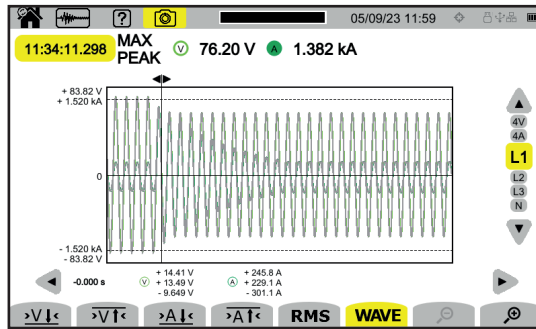 ? 05/09/23 11:59
11:34:11.298 MAX PEAK V 76.20 V A 1.382 kA
+ 83.82 V
+ 1.520 kA
0
- 1.520 kA
- 83.82 V
4V
4A
L1
L2
L3
N
-0.000 s
V
+ 14.41 V
+ 13.49 V
- 9.649 V
A
+ 245.8 A
+ 229.1 A
- 301.1 A
>V↓< >V↑< >A↓< >A↑< RMS WAVE